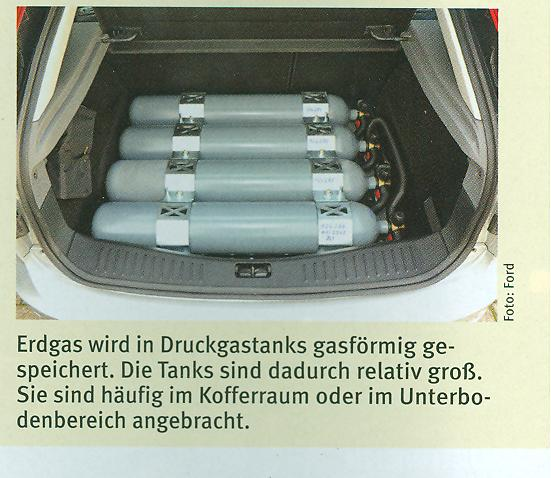 Foto: Ford
Erdgas wird in Druckgastanks gasförmig ge-
speichert. Die Tanks sind dadurch relativ groß.
Sie sind häufig im Kofferraum oder im Unterbo-
denbereich angebracht.